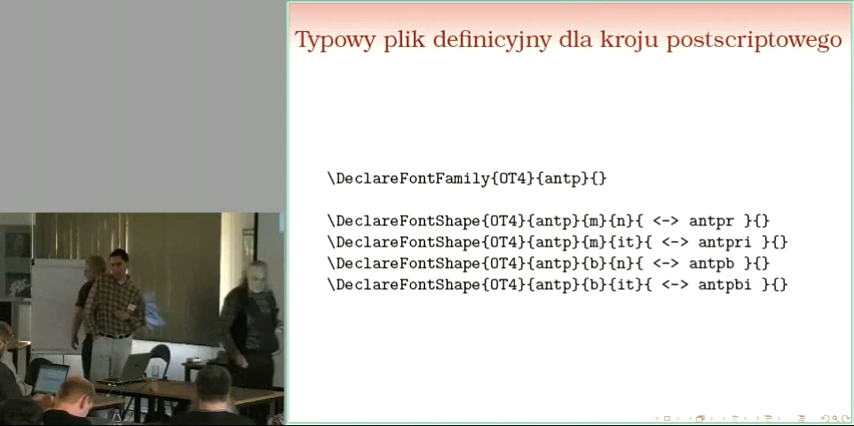 Typowy plik definicyjny dla kroju postscriptowego
\DeclareFontFamily{OT4}{antp}{}
\DeclareFontShape{OT4}{antp}{m}{n}{ <-> antpr }{}
\DeclareFontShape{OT4}{antp}{m}{it}{ <-> antpri }{}
\DeclareFontShape{OT4}{antp}{b}{n}{ <-> antpb }{}
\DeclareFontShape{OT4}{antp}{b}{it}{ <-> antpbi }{}